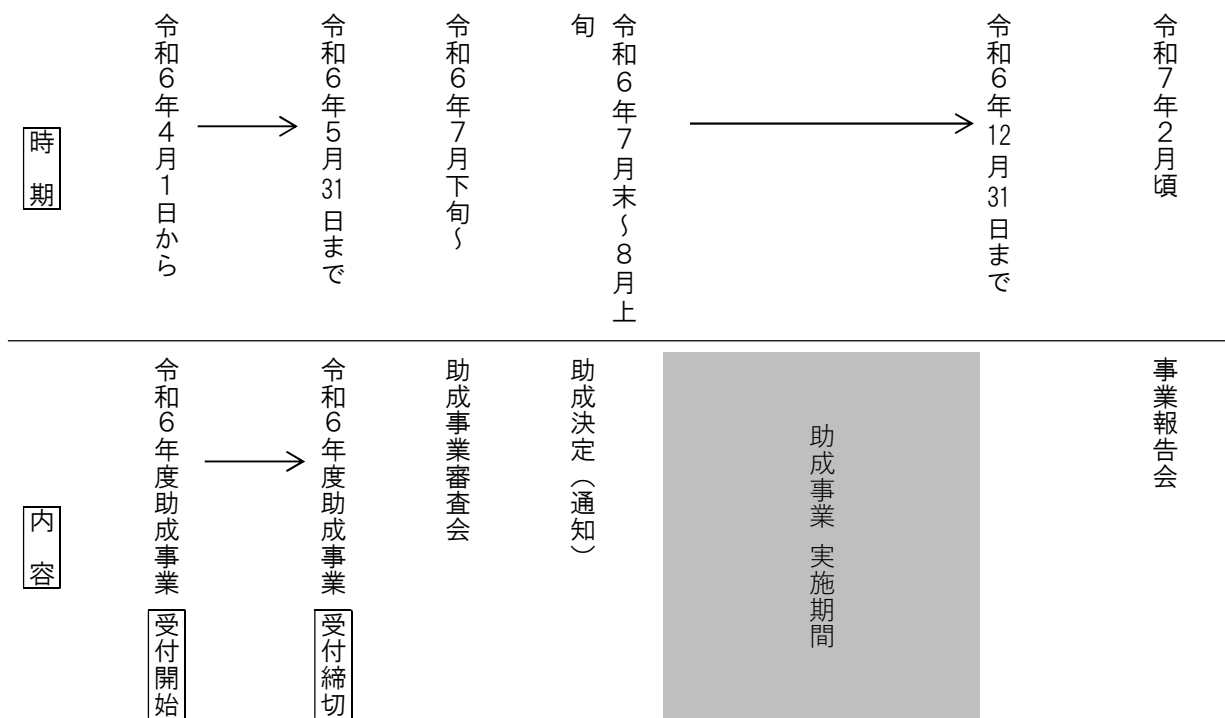 時期
令和6年4月1日から
令和6年5月31日まで
令和6年7月下旬~
令和6年7月末~8月上
旬
令和6年12月31日まで
令和7年2月頃
内容
令和6年度助成事業 受付開始
令和6年度助成事業 受付締切
助成事業審査会
助成決定(通知)
助成事業 実施期間
事業報告会